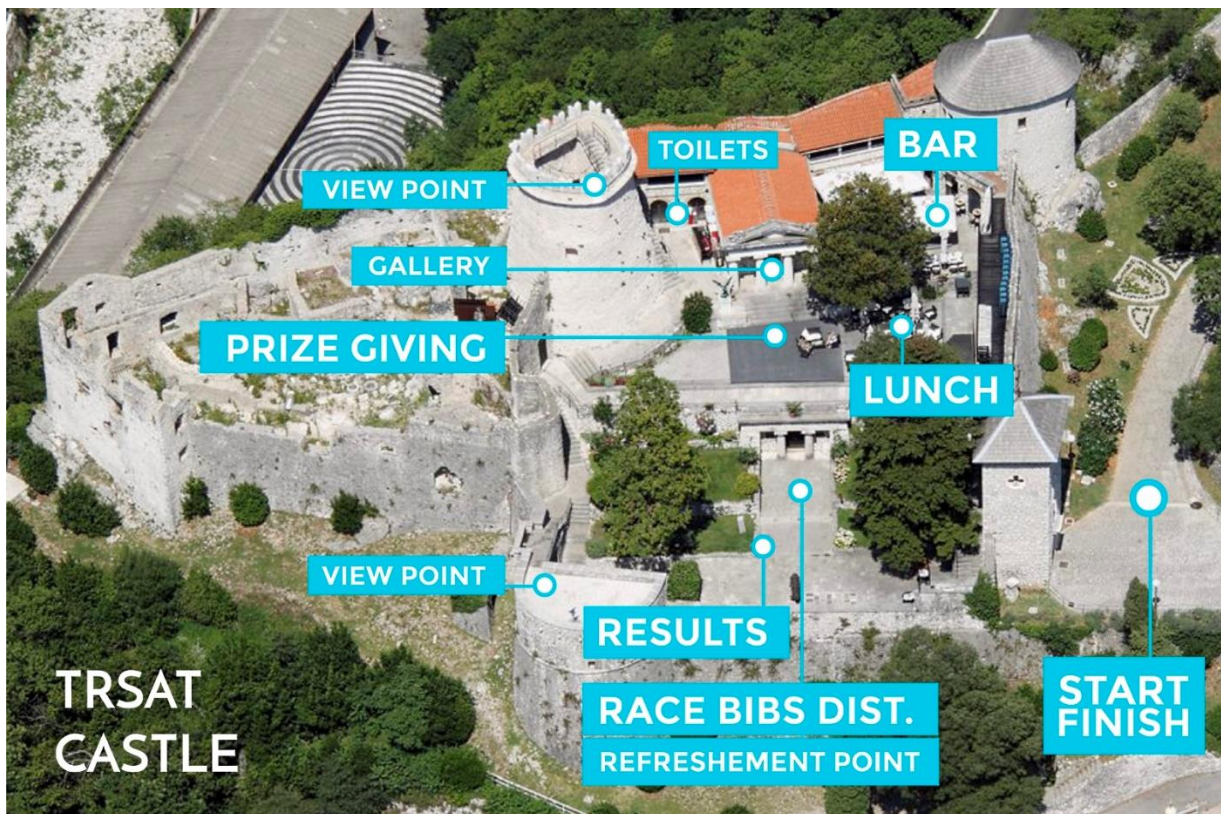 TOILETS
BAR
VIEW POINT
GALLERY
PRIZE GIVING
LUNCH
VIEW POINT
RESULTS
RACE BIBS DIST.
REFRESHEMENT POINT
START
FINISH
TRSAT
CASTLE